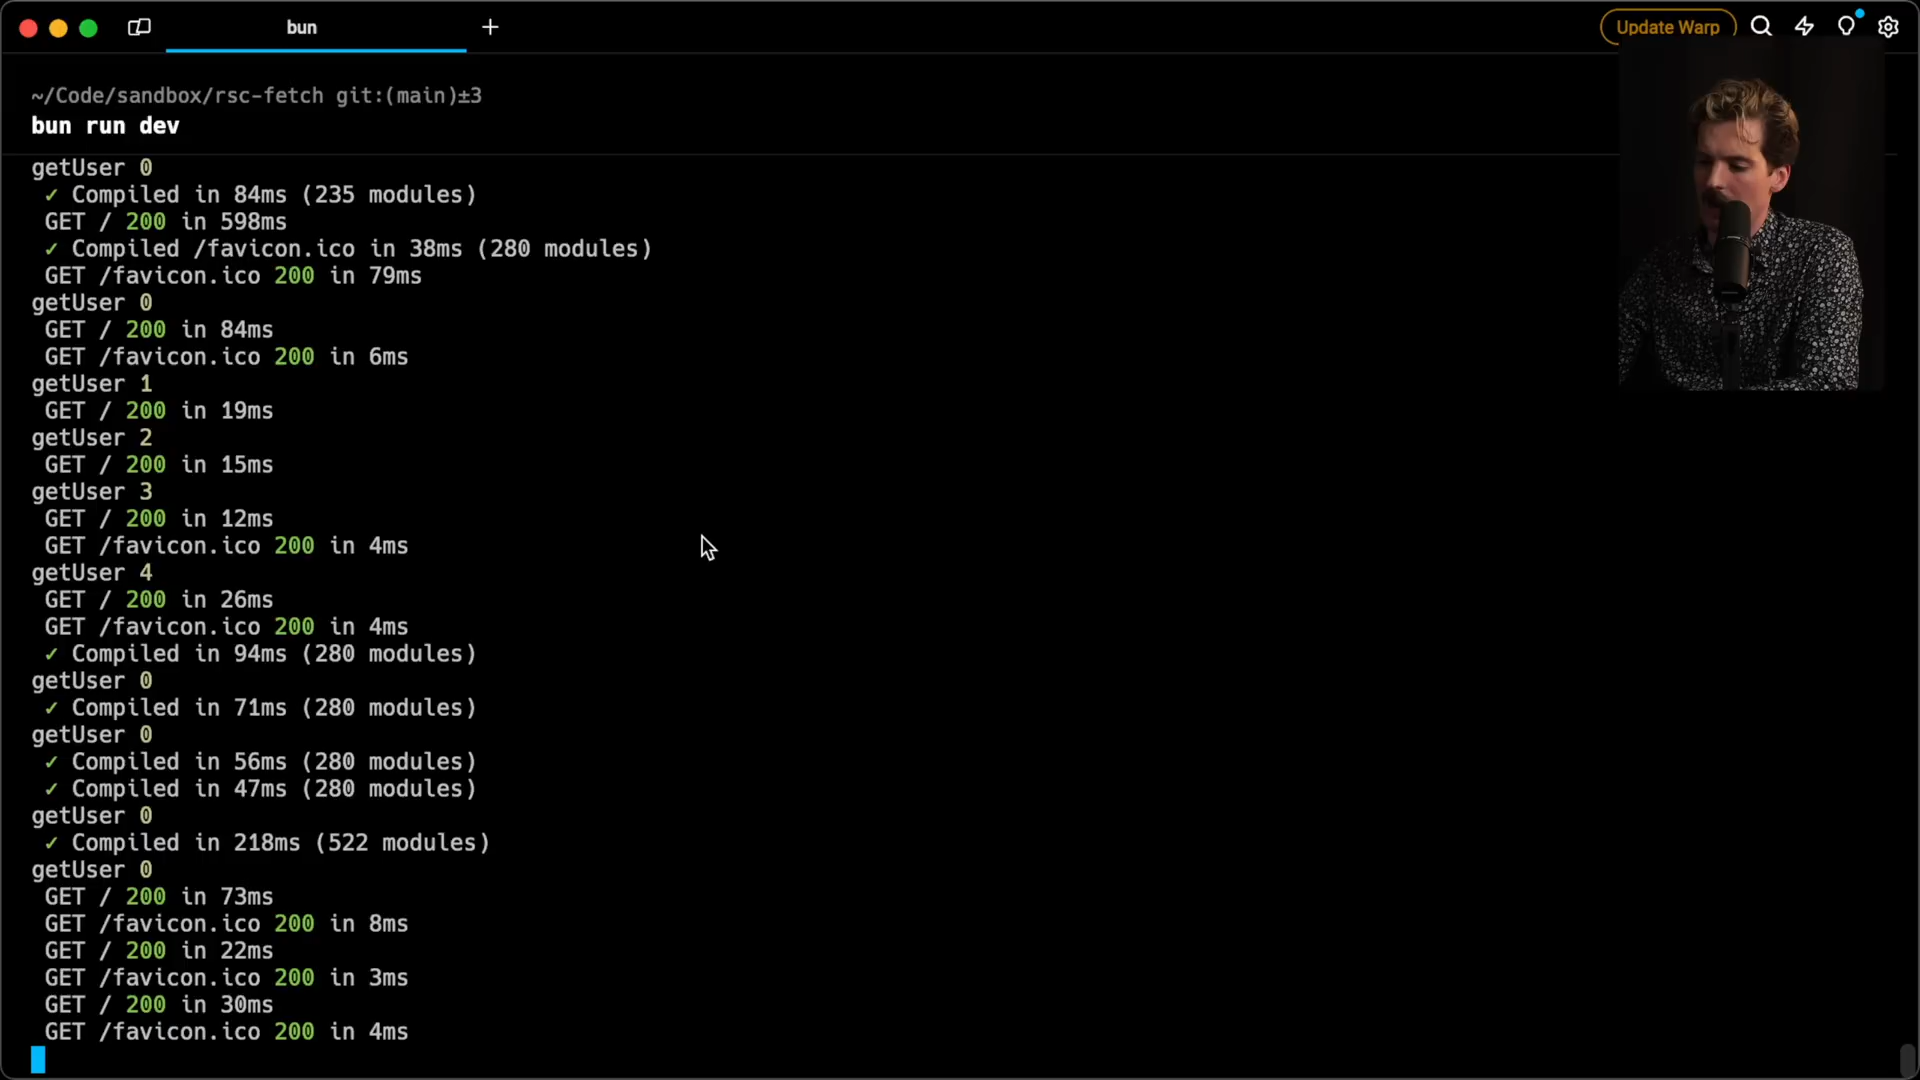 bun
Update Warp
~/Code/sandbox/rsc-fetch git:(main)±3
bun run dev
getUser 0
✓ Compiled in 84ms (235 modules)
GET / 200 in 598ms
✓ Compiled /favicon.ico in 38ms (280 modules)
GET /favicon.ico 200 in 79ms
getUser 0
GET / 200 in 84ms
GET /favicon.ico 200 in 6ms
getUser 1
GET / 200 in 19ms
getUser 2
GET / 200 in 15ms
getUser 3
GET / 200 in 12ms
GET /favicon.ico 200 in 4ms
getUser 4
GET / 200 in 26ms
GET /favicon.ico 200 in 4ms
✓ Compiled in 94ms (280 modules)
getUser 0
✓ Compiled in 71ms (280 modules)
getUser 0
✓ Compiled in 56ms (280 modules)
✓ Compiled in 47ms (280 modules)
getUser 0
✓ Compiled in 218ms (522 modules)
getUser 0
GET / 200 in 73ms
GET /favicon.ico 200 in 8ms
GET / 200 in 22ms
GET /favicon.ico 200 in 3ms
GET / 200 in 30ms
GET /favicon.ico 200 in 4ms